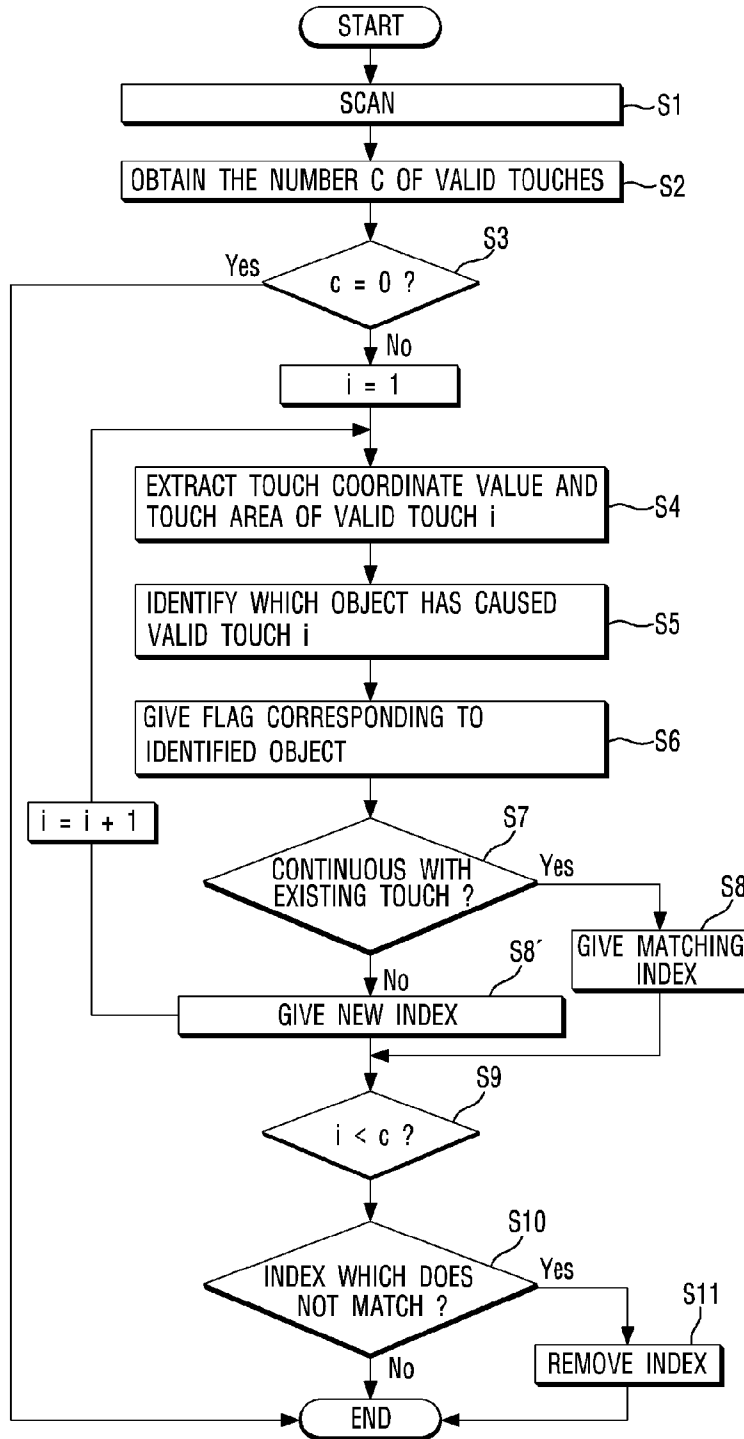 START
SCAN
S1
OBTAIN THE NUMBER C OF VALID TOUCHES
S2
S3
Yes
c = 0 ?
No
i = 1
EXTRACT TOUCH COORDINATE VALUE AND
TOUCH AREA OF VALID TOUCH i
S4
IDENTIFY WHICH OBJECT HAS CAUSED
VALID TOUCH i
S5
GIVE FLAG CORRESPONDING TO
IDENTIFIED OBJECT
S6
i = i + 1
S7
CONTINUOUS WITH
EXISTING TOUCH ?
Yes
S8
GIVE MATCHING
INDEX
No
S8´
GIVE NEW INDEX
S9
i < c ?
S10
INDEX WHICH DOES
NOT MATCH ?
Yes
S11
REMOVE INDEX
No
END